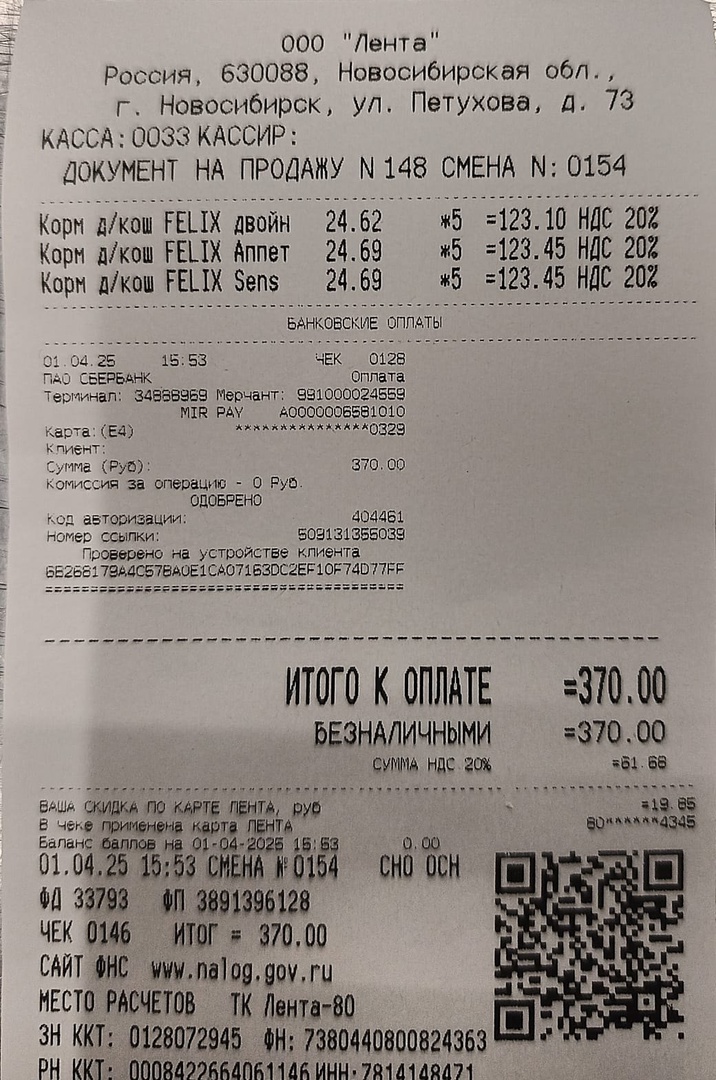 ООО "Лента"
Россия, 630088, Новосибирская обл.,
г. Новосибирск, ул. Петухова, д. 73
КАССА:0033 КАССИР:
ДОКУМЕНТ НА ПРОДАЖУ N 148 СМЕНА N: 0154
Корм д/кош FELIX двойн 24.62 *5 =123.10 НДС 20%
Корм д/кош FELIX Аппет 24.69 *5 =123.45 НДС 20%
Корм д/кош FELIX Sens 24.69 *5 =123.45 НДС 20%
БАНКОВСКИЕ ОПЛАТЫ
01.04.25 15:53 ЧЕК 0128
ПАО СБЕРБАНК Оплата
Терминал: 34888969 Мерчант: 991000024559
MIR PAY A0000006581010
Карта:(E4) ***************0329
Клиент:
Сумма (Руб): 370.00
Комиссия за операцию - 0 Руб.
ОДОБРЕНО
Код авторизации: 404461
Номер ссылки: 509131355039
Проверено на устройстве клиента
6B268179A4C57BA0E1CA07163DC2EF10F74D77FF
ИТОГО К ОПЛАТЕ =370.00
БЕЗНАЛИЧНЫМИ =370.00
СУММА НДС 20% =61.68
ВАША СКИДКА ПО КАРТЕ ЛЕНТА, руб =19.85
В чеке применена карта ЛЕНТА 80******4345
Баланс баллов на 01-04-2025 15:53 0.00
01.04.25 15:53 СМЕНА №0154 СНО ОСН
ФД 33793 ФП 3891396128
ЧЕК 0146 ИТОГ = 370.00
САЙТ ФНС www.nalog.gov.ru
МЕСТО РАСЧЕТОВ ТК Лента-80
ЗН ККТ: 0128072945 ФН: 7380440800824363
РН ККТ: 0008422664061146 ИНН:7814148471